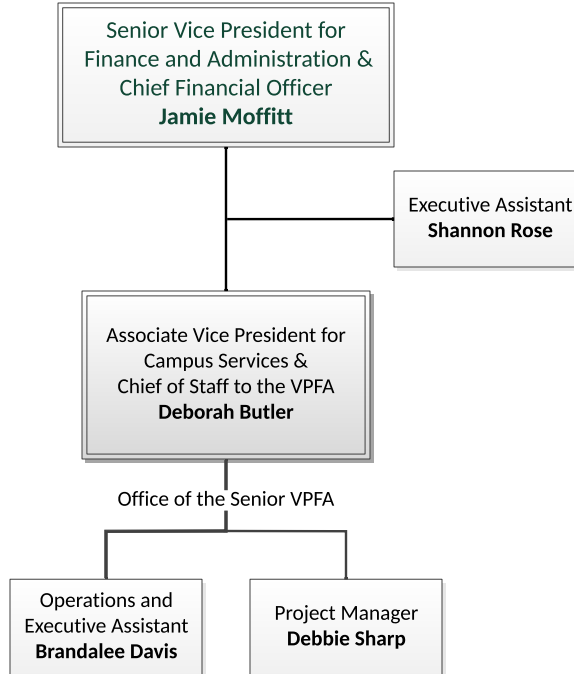 Senior Vice President for
Finance and Administration &
Chief Financial Officer
Jamie Moffitt
Executive Assistant
Shannon Rose
Associate Vice President for
Campus Services &
Chief of Staff to the VPFA
Deborah Butler
Office of the Senior VPFA
Operations and
Executive Assistant
Brandalee Davis
Project Manager
Debbie Sharp